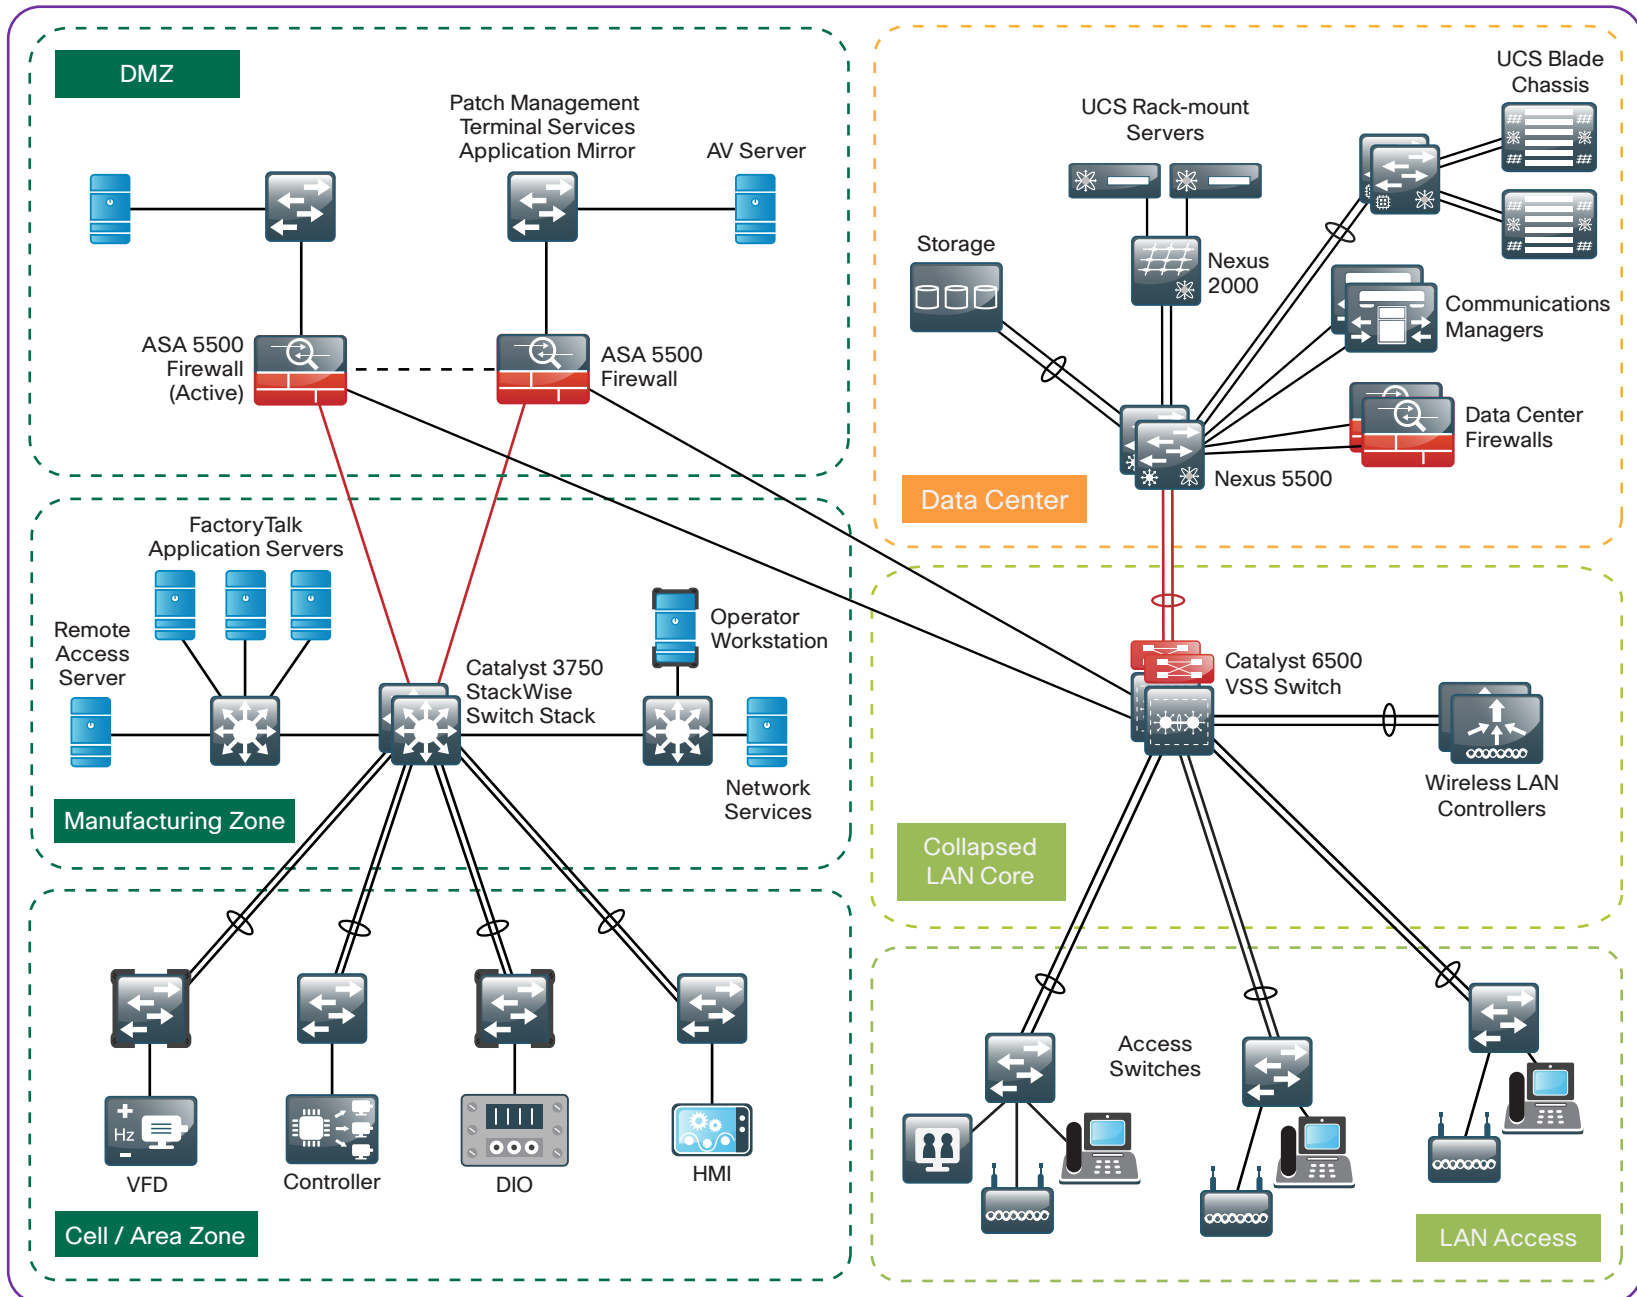 DMZ
Patch Management
Terminal Services
Application Mirror
AV Server
ASA 5500
Firewall
(Active)
ASA 5500
Firewall
UCS Blade
Chassis
UCS Rack-mount
Servers
Storage
Nexus
2000
Communications
Managers
Data Center
Firewalls
Nexus 5500
Data Center
FactoryTalk
Application Servers
Remote
Access
Server
Operator
Workstation
Catalyst 3750
StackWise
Switch Stack
Network
Services
Manufacturing Zone
Catalyst 6500
VSS Switch
Wireless LAN
Controllers
Collapsed
LAN Core
+
Hz
−
VFD
Controller
DIO
HMI
Cell / Area Zone
Access
Switches
LAN Access